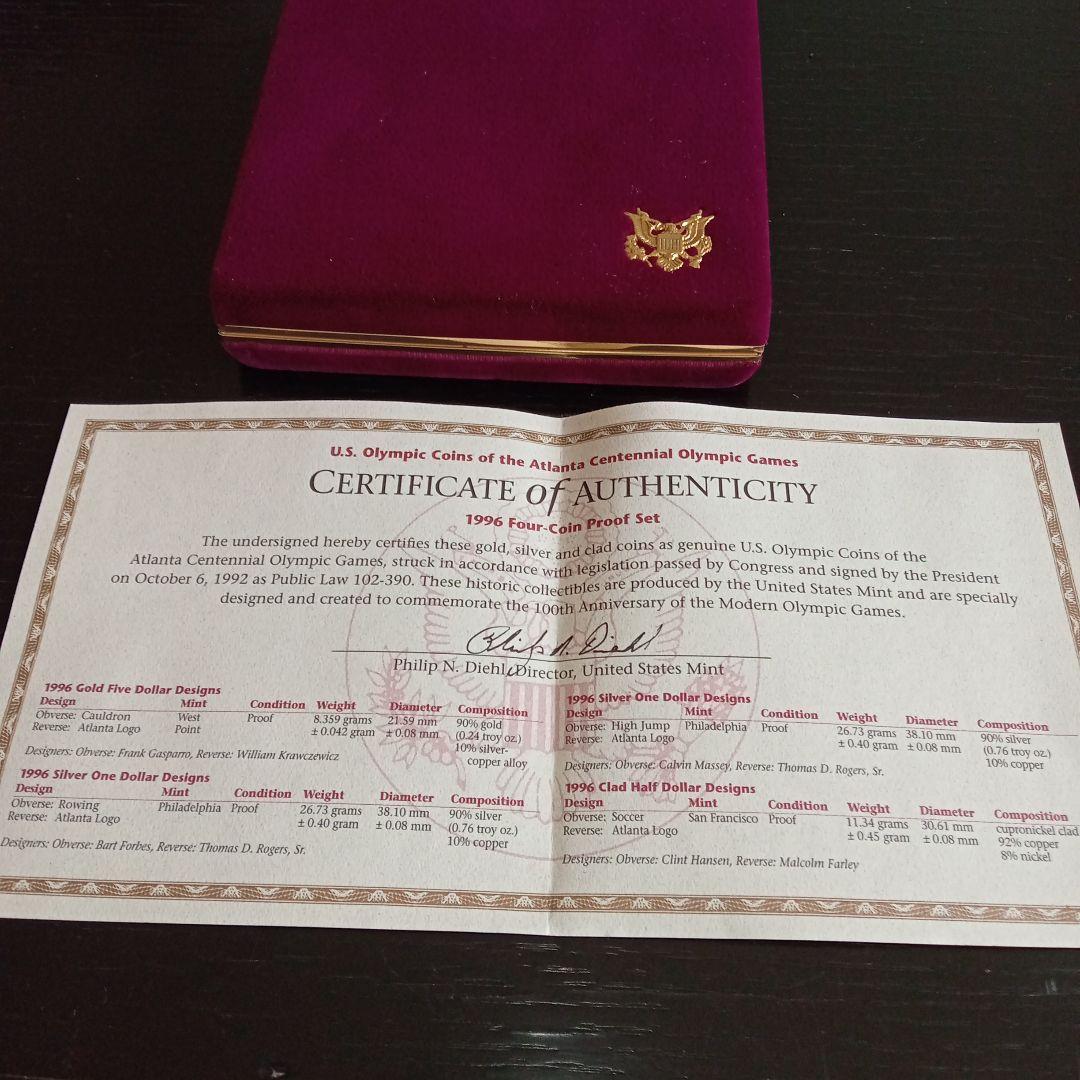 U.S. Olympic Coins of the Atlanta Centennial Olympic Games
CERTIFICATE of AUTHENTICITY
1996 Four-Coin Proof Set
The undersigned hereby certifies these gold, silver and clad coins as genuine U.S. Olympic Coins of the
Atlanta Centennial Olympic Games, struck in accordance with legislation passed by Congress and signed by the President
on October 6, 1992 as Public Law 102-390. These historic collectibles are produced by the United States Mint and are specially
designed and created to commemorate the 100th Anniversary of the Modern Olympic Games.
Philip N. Diehl
Philip N. Diehl, Director, United States Mint
1996 Gold Five Dollar Designs
Design Mint Condition Weight Diameter Composition
Obverse: Cauldron West Proof 8.359 grams 21.59 mm 90% gold
Reverse: Atlanta Logo Point ± 0.042 gram ± 0.08 mm (0.24 troy oz.)
10% silver-
copper alloy
Designers: Obverse: Frank Gasparro, Reverse: William Krawczewicz
1996 Silver One Dollar Designs
Design Mint Condition Weight Diameter Composition
Obverse: Rowing Philadelphia Proof 26.73 grams 38.10 mm 90% silver
Reverse: Atlanta Logo ± 0.40 gram ± 0.08 mm (0.76 troy oz.)
10% copper
Designers: Obverse: Bart Forbes, Reverse: Thomas D. Rogers, Sr.
1996 Silver One Dollar Designs
Design Mint Condition Weight Diameter Composition
Obverse: High Jump Philadelphia Proof 26.73 grams 38.10 mm 90% silver
Reverse: Atlanta Logo ± 0.40 gram ± 0.08 mm (0.76 troy oz.)
10% copper
Designers: Obverse: Calvin Massey, Reverse: Thomas D. Rogers, Sr.
1996 Clad Half Dollar Designs
Design Mint Condition Weight Diameter Composition
Obverse: Soccer San Francisco Proof 11.34 grams 30.61 mm cupronickel clad
Reverse: Atlanta Logo ± 0.45 gram ± 0.08 mm 92% copper
8% nickel
Designers: Obverse: Clint Hansen, Reverse: Malcolm Farley